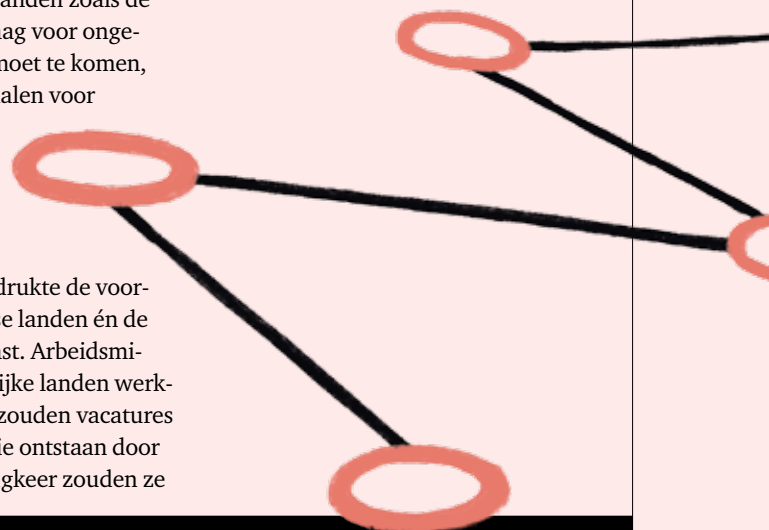 anden zoals de
ag voor onge-
moet te komen,
alen voor
drukte de voor-
e landen én de
st. Arbeidsmi-
ijke landen werk-
zouden vacatures
ie ontstaan door
gkeer zouden ze